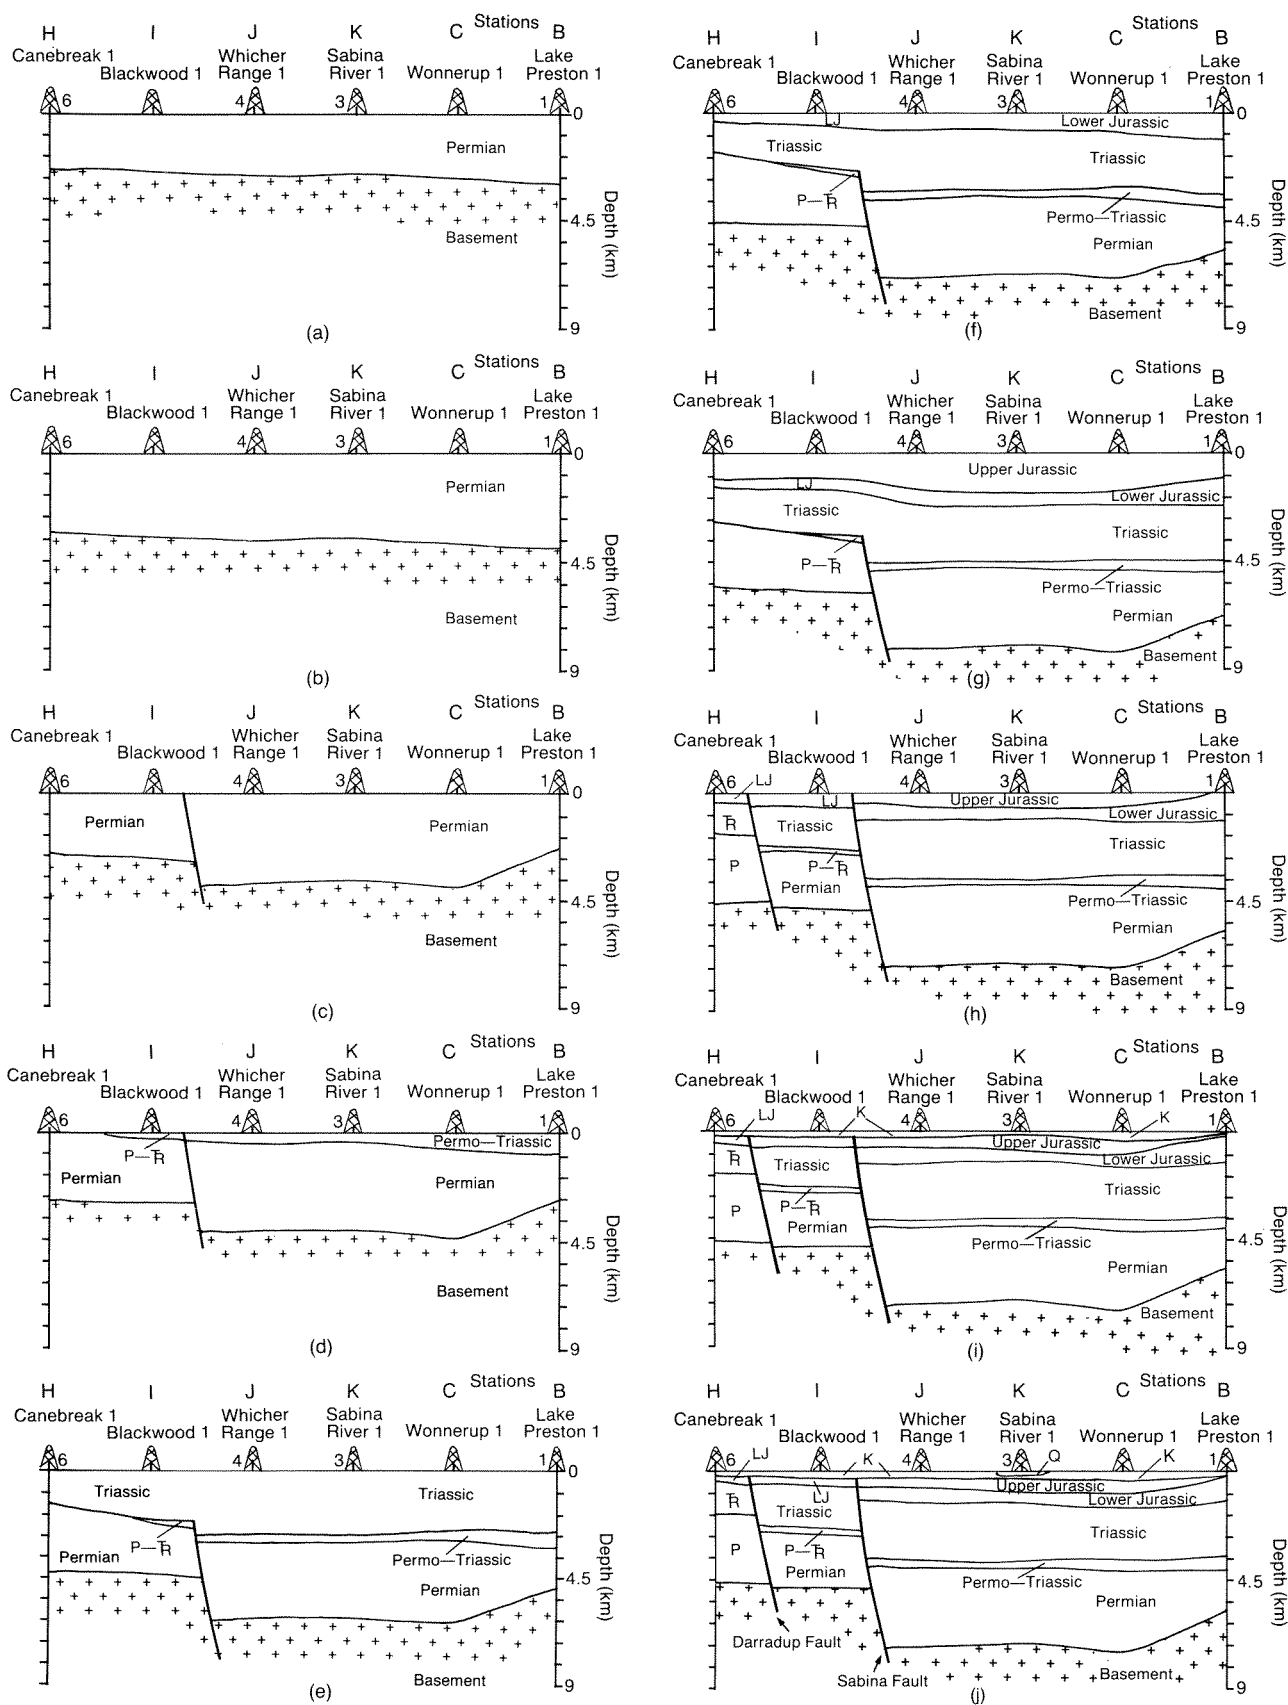 Stations
H I J K C B
Canebreak 1 Blackwood 1 Whicher Range 1 Sabina River 1 Wonnerup 1 Lake Preston 1
6 4 3 1 0
Permian
4.5
Basement
Depth (km)
9
(a)
Stations
H I J K C B
Canebreak 1 Blackwood 1 Whicher Range 1 Sabina River 1 Wonnerup 1 Lake Preston 1
6 4 3 1 0
Permian
4.5
Basement
Depth (km)
9
(b)
Stations
H I J K C B
Canebreak 1 Blackwood 1 Whicher Range 1 Sabina River 1 Wonnerup 1 Lake Preston 1
6 4 3 1 0
Permian Permian
4.5
Basement
Depth (km)
9
(c)
Stations
H I J K C B
Canebreak 1 Blackwood 1 Whicher Range 1 Sabina River 1 Wonnerup 1 Lake Preston 1
6 4 3 1 0
Permo—Triassic
P—TR
Permian Permian
4.5
Basement
Depth (km)
9
(d)
Stations
H I J K C B
Canebreak 1 Blackwood 1 Whicher Range 1 Sabina River 1 Wonnerup 1 Lake Preston 1
6 4 3 1 0
Triassic Triassic
P—TR
Permian Permo—Triassic
4.5
Permian
Basement
Depth (km)
9
(e)
Stations
H I J K C B
Canebreak 1 Blackwood 1 Whicher Range 1 Sabina River 1 Wonnerup 1 Lake Preston 1
6 4 3 1 0
LJ Lower Jurassic
Triassic Triassic
P—TR
Permo—Triassic
4.5
Permian
Basement
Depth (km)
9
(f)
Stations
H I J K C B
Canebreak 1 Blackwood 1 Whicher Range 1 Sabina River 1 Wonnerup 1 Lake Preston 1
6 4 3 1 0
Upper Jurassic
LJ Lower Jurassic
Triassic Triassic
P—TR
4.5
Permo—Triassic
Permian
Basement
Depth (km)
9
(g)
Stations
H I J K C B
Canebreak 1 Blackwood 1 Whicher Range 1 Sabina River 1 Wonnerup 1 Lake Preston 1
6 LJ 4 3 1 0
LJ Upper Jurassic
Lower Jurassic
TR Triassic Triassic
P P—TR
Permian Permo—Triassic
4.5
Permian
Basement
Depth (km)
9
(h)
Stations
H I J K C B
Canebreak 1 Blackwood 1 Whicher Range 1 Sabina River 1 Wonnerup 1 Lake Preston 1
6 LJ K 4 3 K 1 0
Upper Jurassic
TR Triassic Lower Jurassic
Triassic
P P—TR
Permian
Permo—Triassic
4.5
Permian
Basement
Depth (km)
9
(i)
Stations
H I J K C B
Canebreak 1 Blackwood 1 Whicher Range 1 Sabina River 1 Wonnerup 1 Lake Preston 1
6 LJ K 4 3 Q K 1 0
Upper Jurassic
TR LJ Lower Jurassic
Triassic
Triassic
P P—TR
Permian Permo—Triassic
4.5
Permian
Darradup Fault
Sabina Fault
Basement
Depth (km)
9
(j)